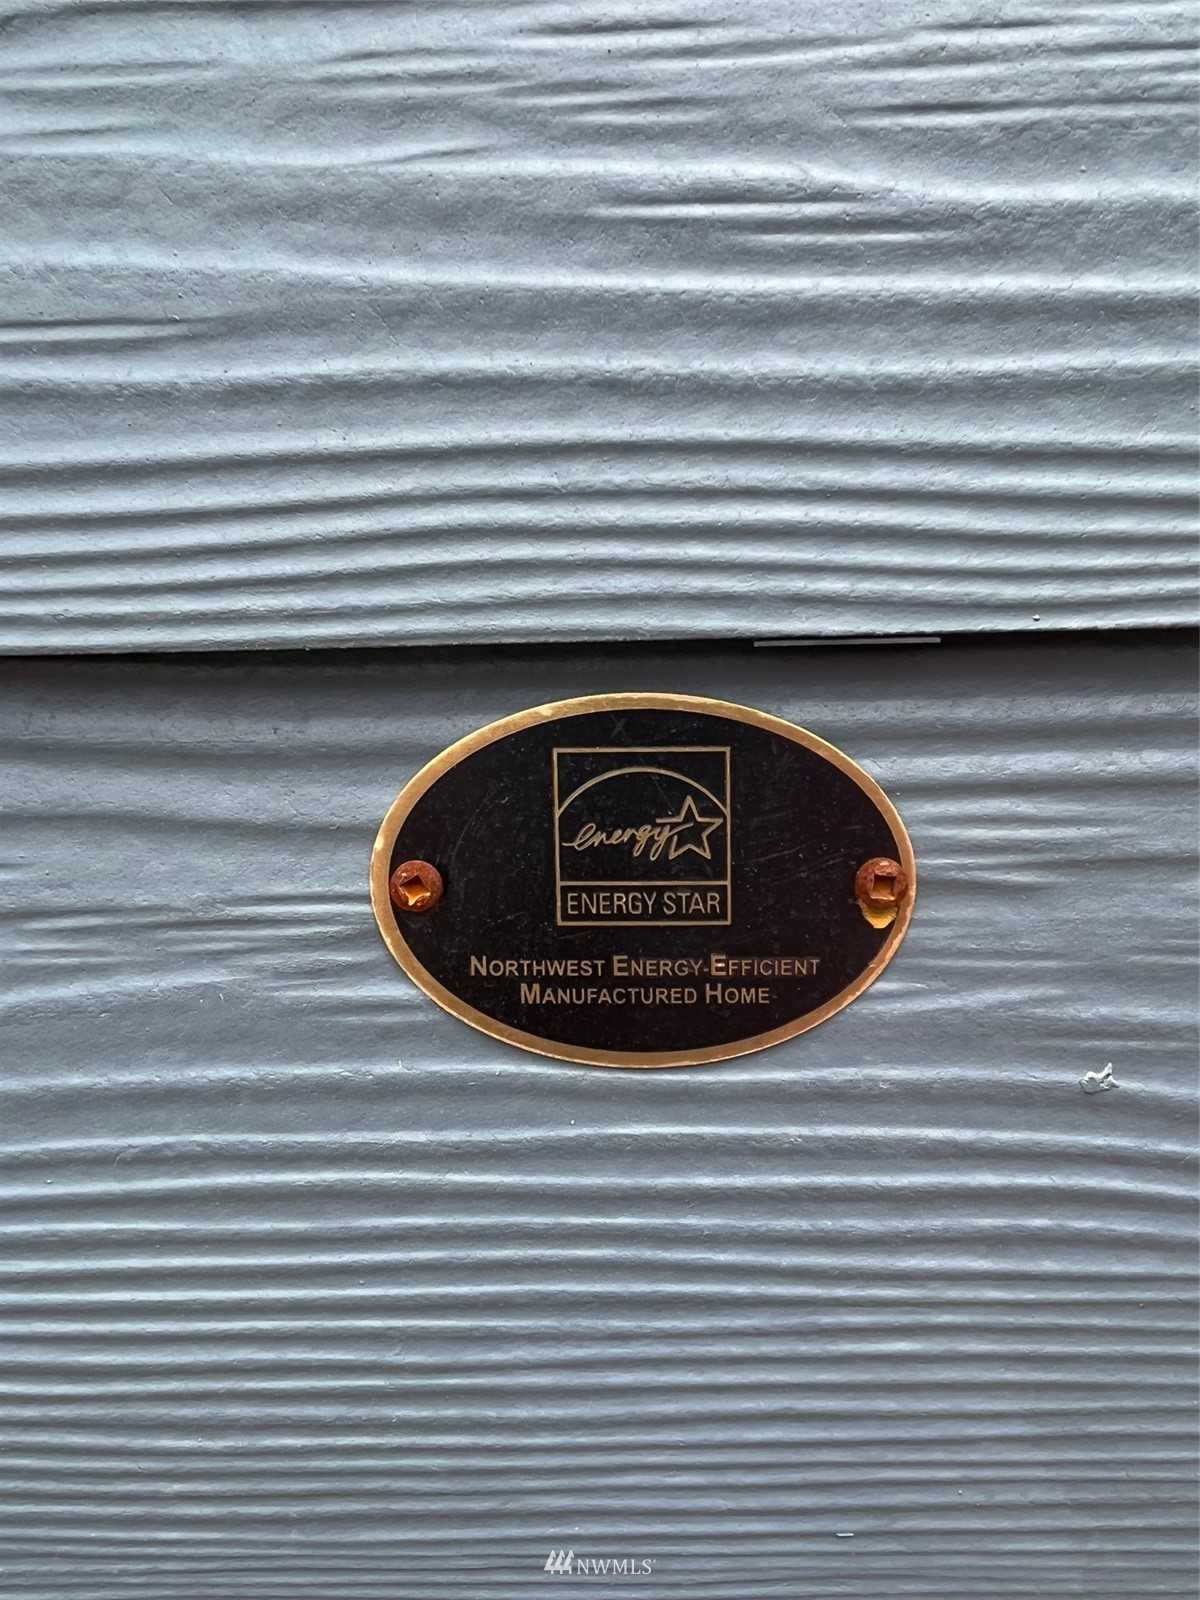 energy
ENERGY STAR
NORTHWEST ENERGY-EFFICIENT
MANUFACTURED HOME
NWMLS